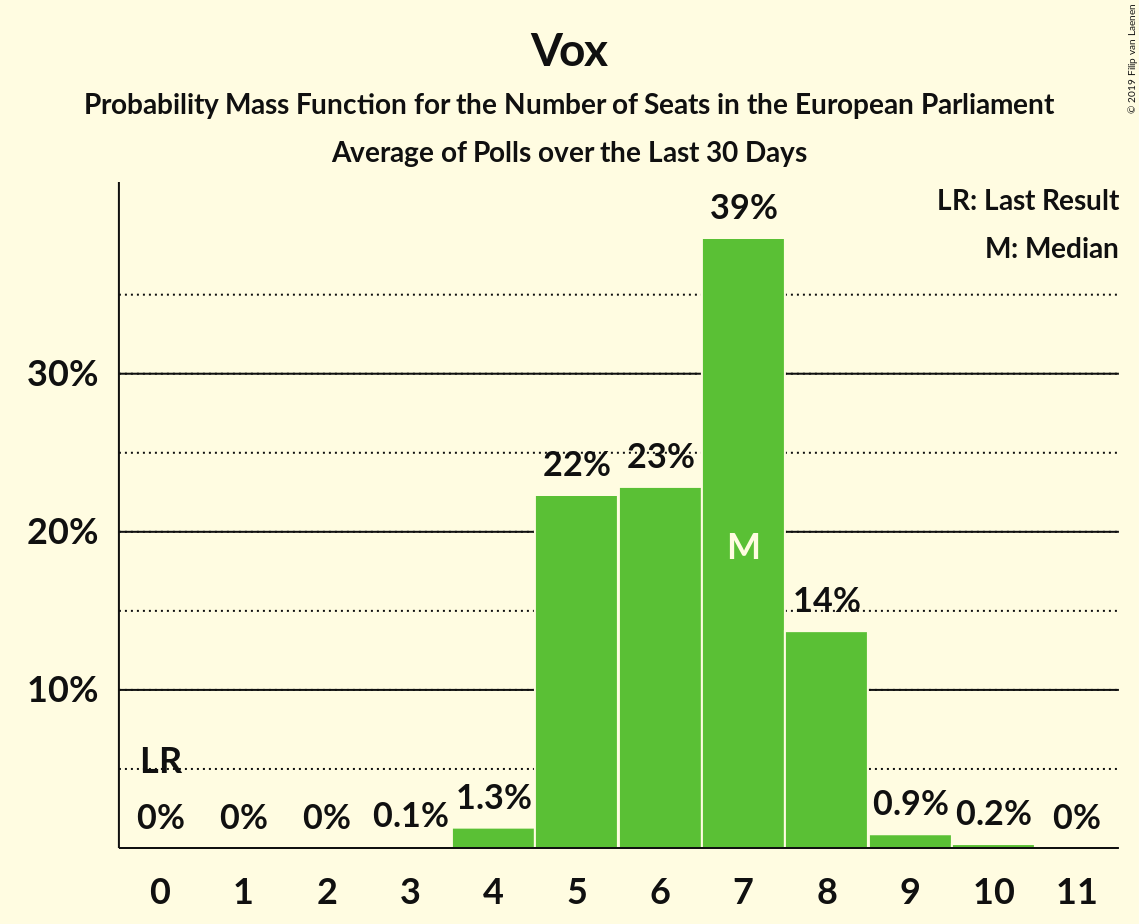 Vox
Probability Mass Function for the Number of Seats in the European Parliament
Average of Polls over the Last 30 Days
© 2019 Filip van Laenen
LR: Last Result
M: Median
39%
30%
22%
23%
20%
M
14%
10%
LR
0%
0%
0%
0.1%
1.3%
0.9%
0.2%
0%
0 1 2 3 4 5 6 7 8 9 10 11